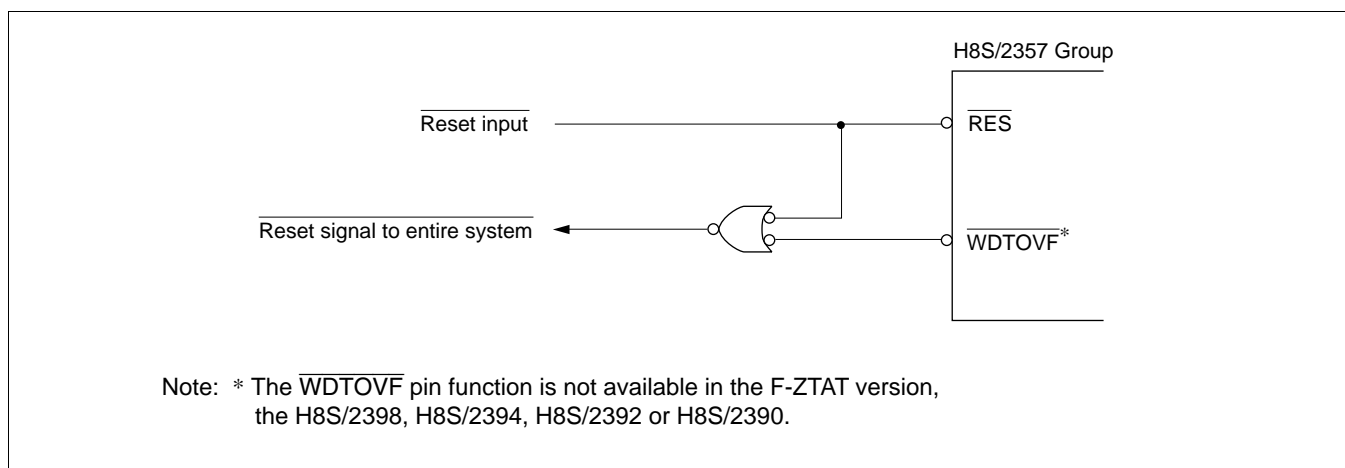 H8S/2357 Group
Reset input
RES
Reset signal to entire system
WDTOVF*
Note: * The WDTOVF pin function is not available in the F-ZTAT version,
the H8S/2398, H8S/2394, H8S/2392 or H8S/2390.